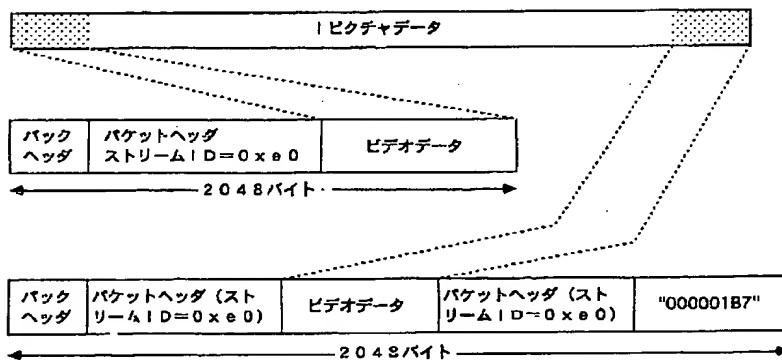 Iピクチャデータ
パック
ヘッダ
パケットヘッダ
ストリームID=0xe0
ビデオデータ
2048バイト
パック
ヘッダ
パケットヘッダ(スト
リームID=0xe0)
ビデオデータ
パケットヘッダ(スト
リームID=0xe0)
"000001B7"
2048バイト